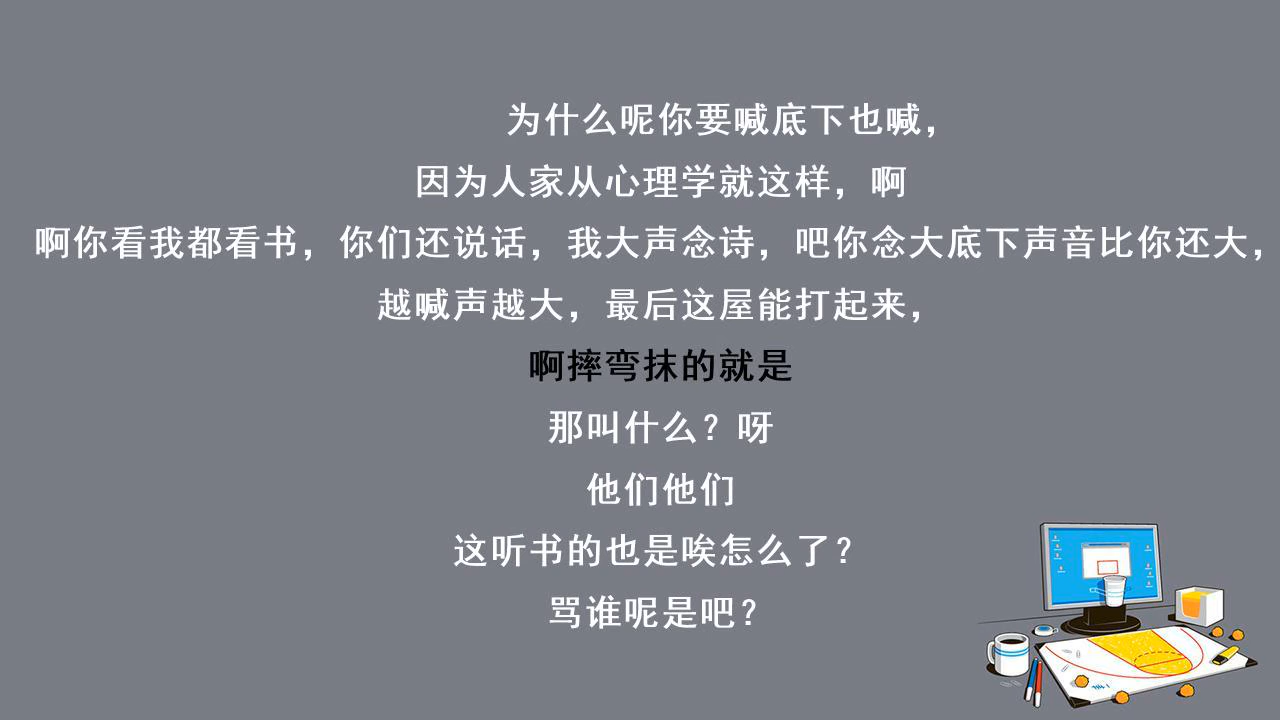 为什么呢你要喊底下也喊，
因为人家从心理学就这样，啊
啊你看我都看书，你们还说话，我大声念诗，吧你念大底下声音比你还大，
越喊声越大，最后这屋能打起来，
啊摔弯抹的就是
那叫什么？呀
他们他们
这听书的也是唉怎么了？
骂谁呢是吧？